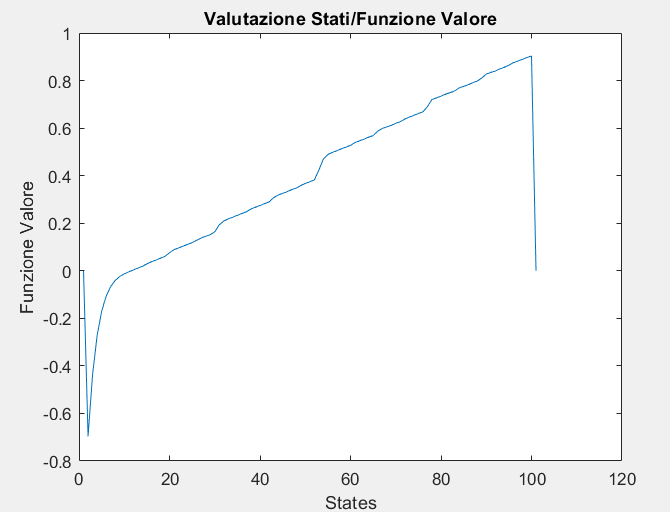 Valutazione Stati/Funzione Valore
1
0.8
0.6
0.4
0.2
0
-0.2
-0.4
-0.6
-0.8
Funzione Valore
0 20 40 60 80 100 120
States